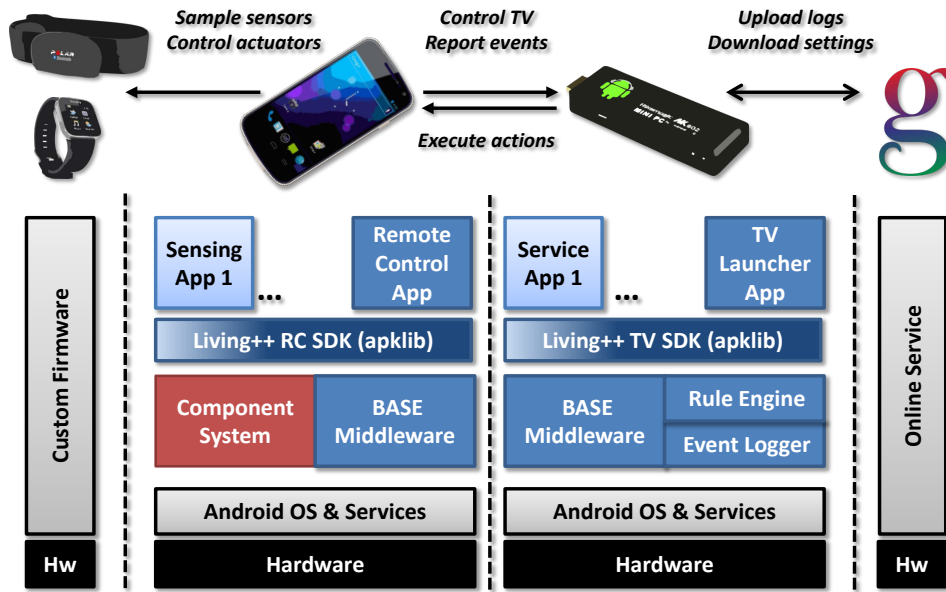 Sample sensors
Control actuators
Control TV
Report events
Upload logs
Download settings
POLAR
MINI PC
Execute actions
g
Custom Firmware
Hw
Sensing
App 1
...
Remote
Control
App
Living++ RC SDK (apklib)
Component
System
BASE
Middleware
Android OS & Services
Hardware
Service
App 1
...
TV
Launcher
App
Living++ TV SDK (apklib)
BASE
Middleware
Rule Engine
Event Logger
Android OS & Services
Hardware
Online Service
Hw